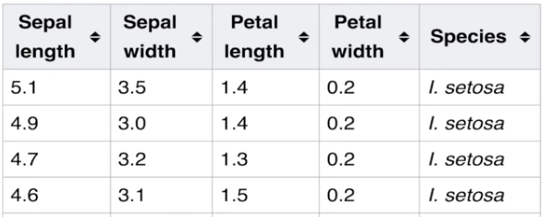 Sepal length Sepal width Petal length Petal width Species
5.1 3.5 1.4 0.2 I. setosa
4.9 3.0 1.4 0.2 I. setosa
4.7 3.2 1.3 0.2 I. setosa
4.6 3.1 1.5 0.2 I. setosa